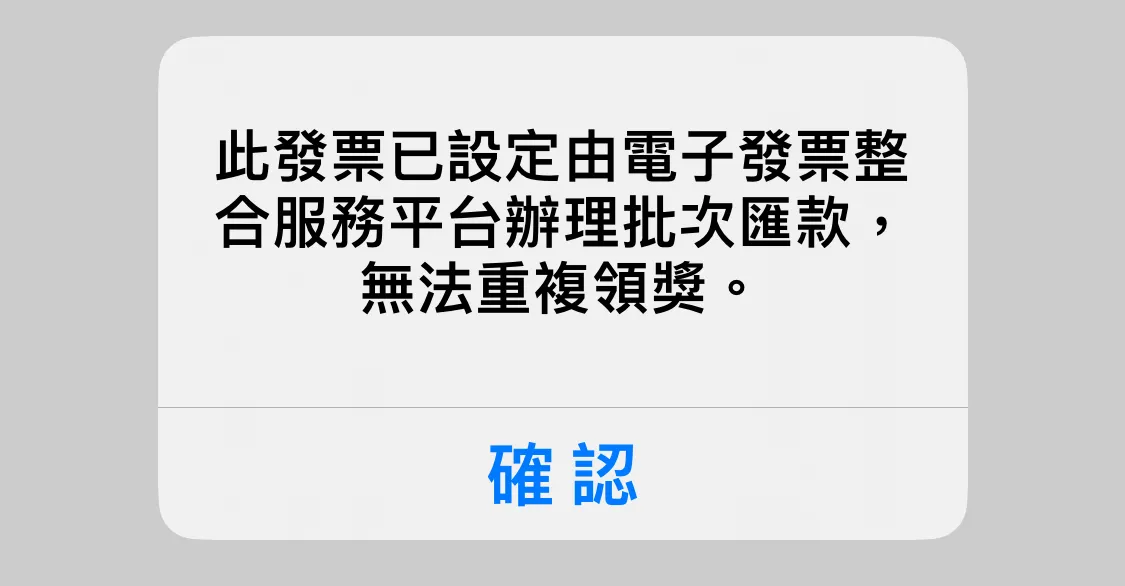 此發票已設定由電子發票整
合服務平台辦理批次匯款，
無法重複領獎。
確認